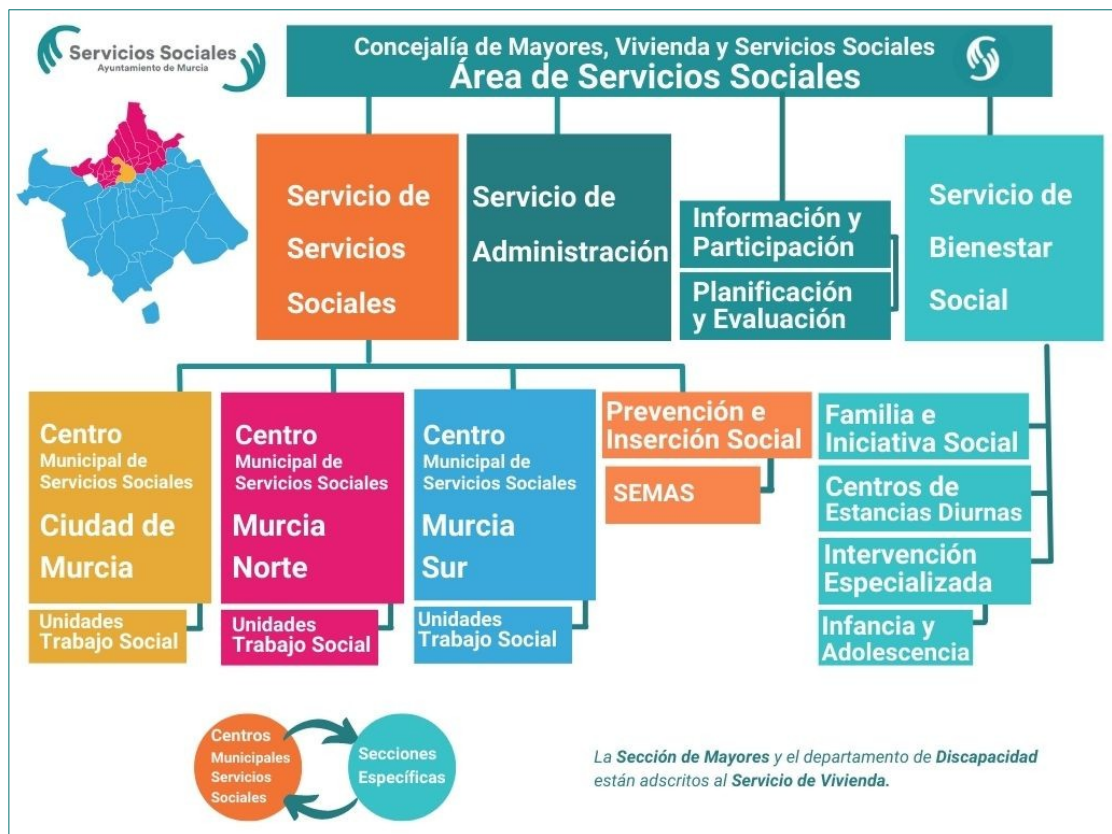 Servicios Sociales
Ayuntamiento de Murcia
Concejalía de Mayores, Vivienda y Servicios Sociales
Área de Servicios Sociales
Servicio de
Servicios
Sociales
Servicio de
Administración
Información y
Participación
Planificación
y Evaluación
Servicio de
Bienestar
Social
Centro
Municipal de
Servicios Sociales
Ciudad de
Murcia
Unidades
Trabajo Social
Centro
Municipal de
Servicios Sociales
Murcia
Norte
Unidades
Trabajo Social
Centro
Municipal de
Servicios Sociales
Murcia
Sur
Unidades
Trabajo Social
Prevención e
Inserción Social
SEMAS
Familia e
Iniciativa Social
Centros de
Estancias Diurnas
Intervención
Especializada
Infancia y
Adolescencia
Centros
Municipales
Servicios
Sociales
Secciones
Específicas
La Sección de Mayores y el departamento de Discapacidad
están adscritos al Servicio de Vivienda.